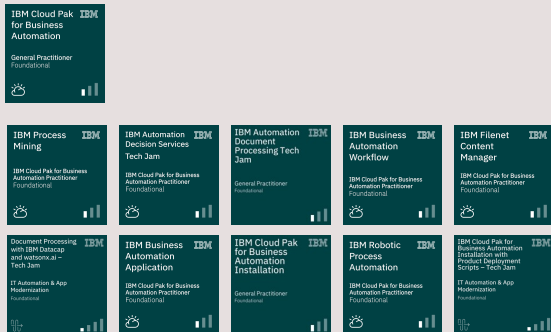 IBM Cloud Pak
for Business
Automation
IBM
General Practitioner
Foundational
IBM Process
Mining
IBM
IBM Cloud Pak for Business
Automation Practitioner
Foundational
IBM Automation
Decision Services
Tech Jam
IBM
IBM Cloud Pak for Business
Automation Practitioner
Foundational
IBM Automation
Document
Processing Tech
Jam
IBM
General Practitioner
Foundational
IBM Business
Automation
Workflow
IBM
IBM Cloud Pak for Business
Automation Practitioner
Foundational
IBM Filenet
Content
Manager
IBM
IBM Cloud Pak for Business
Automation Practitioner
Foundational
Document Processing
with IBM Datacap
and watsonx.ai –
Tech Jam
IBM
IT Automation & App
Modernization
Foundational
IBM Business
Automation
Application
IBM
IBM Cloud Pak for Business
Automation Practitioner
Foundational
IBM Cloud Pak
for Business
Automation
Installation
IBM
General Practitioner
Foundational
IBM Robotic
Process
Automation
IBM
IBM Cloud Pak for Business
Automation Practitioner
Foundational
IBM Cloud Pak for
Business Automation
Installation with
Product Deployment
Scripts – Tech Jam
IBM
IT Automation & App
Modernization
Foundational